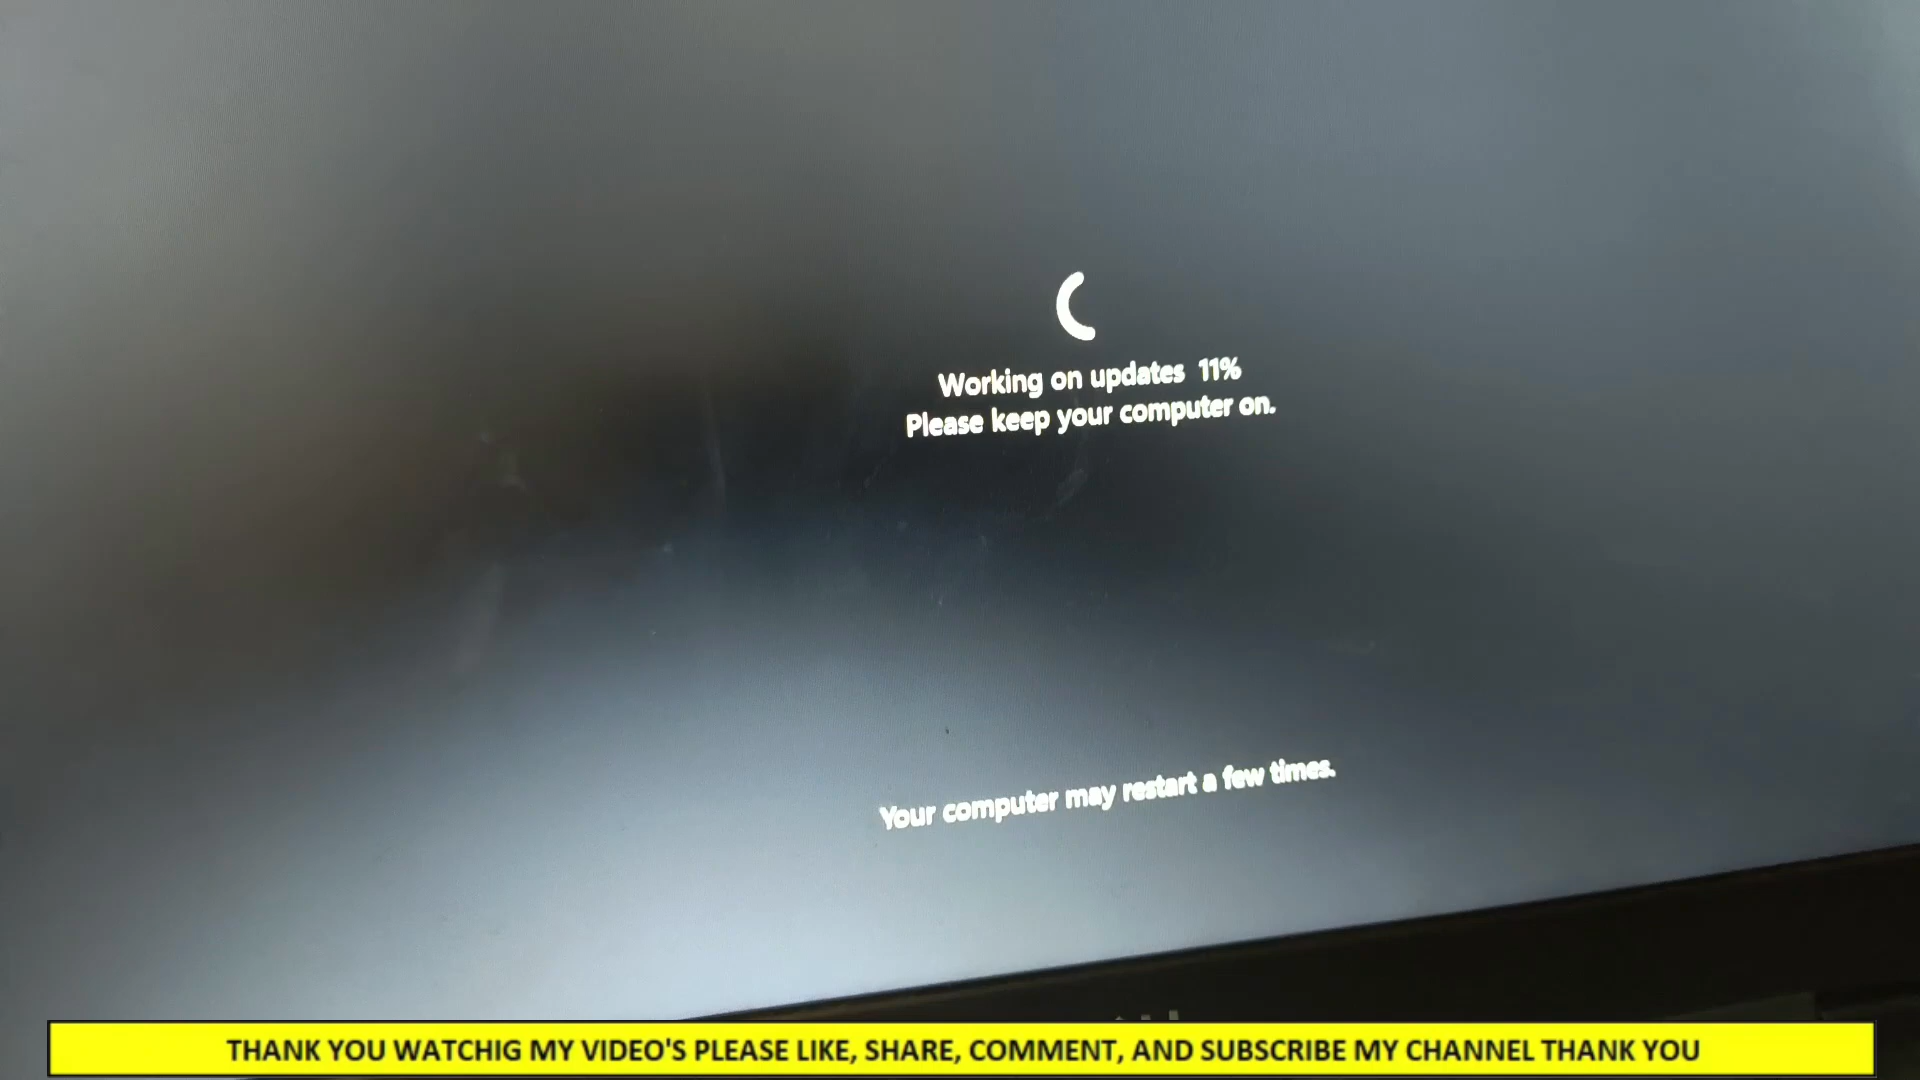 Working on updates 11%
Please keep your computer on.
Your computer may restart a few times.
THANK YOU WATCHIG MY VIDEO'S PLEASE LIKE, SHARE, COMMENT, AND SUBSCRIBE MY CHANNEL THANK YOU